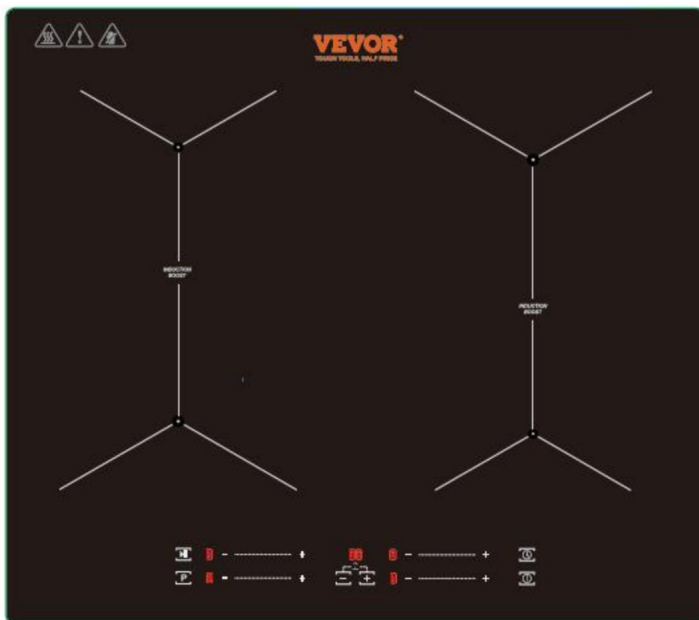 VEVOR®
TOUGH TOOLS, HALF PRICE
INDUCTION
BOOST
INDUCTION
BOOST
- +
- +
P - +
- + - +